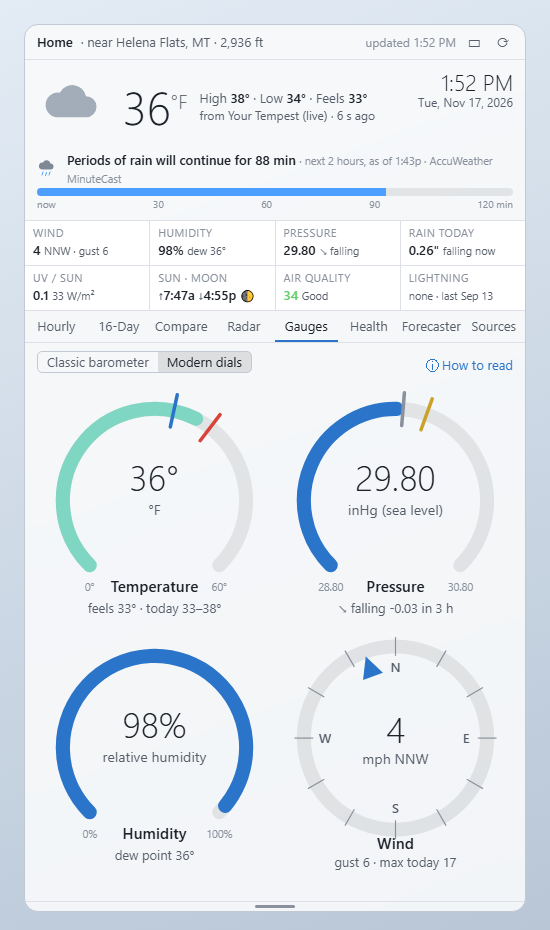 Home · near Helena Flats, MT · 2,936 ft updated 1:52 PM
1:52 PM
36°F High 38° · Low 34° · Feels 33° Tue, Nov 17, 2026
from Your Tempest (live) · 6 s ago
Periods of rain will continue for 88 min · next 2 hours, as of 1:43p · AccuWeather
MinuteCast
now 30 60 90 120 min
WIND HUMIDITY PRESSURE RAIN TODAY
4 NNW · gust 6 98% dew 36° 29.80 ↘ falling 0.26" falling now
UV / SUN SUN · MOON AIR QUALITY LIGHTNING
0.1 33 W/m² ↑7:47a ↓4:55p 34 Good none · last Sep 13
Hourly 16-Day Compare Radar Gauges Health Forecaster Sources
Classic barometer Modern dials How to read
36° 29.80
°F inHg (sea level)
0° Temperature 60° 28.80 Pressure 30.80
feels 33° · today 33–38° ↘ falling -0.03 in 3 h
N
98% 4
W E
relative humidity mph NNW
S
0% Humidity 100% Wind
dew point 36° gust 6 · max today 17